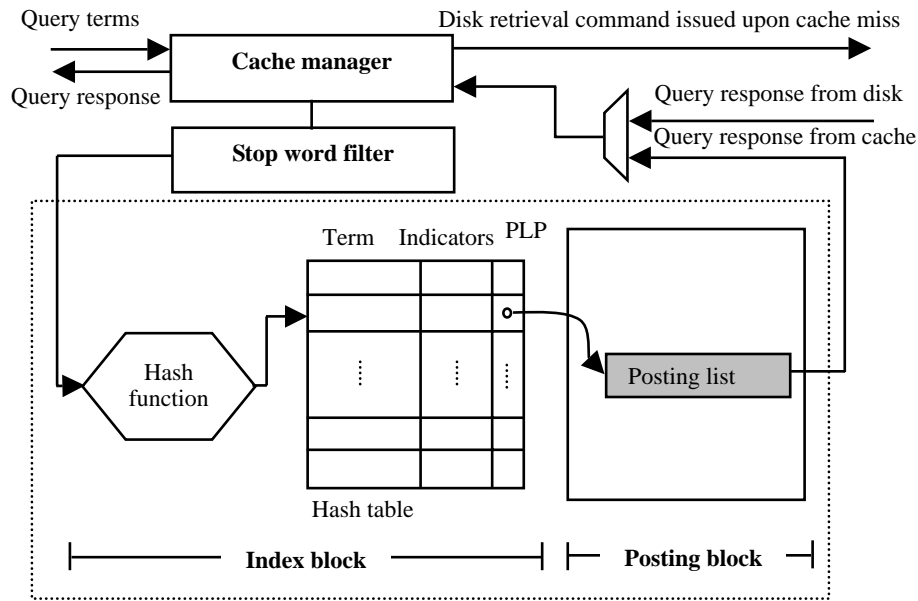 Query terms
Disk retrieval command issued upon cache miss
Cache manager
Query response
Query response from disk
Query response from cache
Stop word filter
Term
Indicators
PLP
Hash
function
Posting list
Hash table
Index block
Posting block